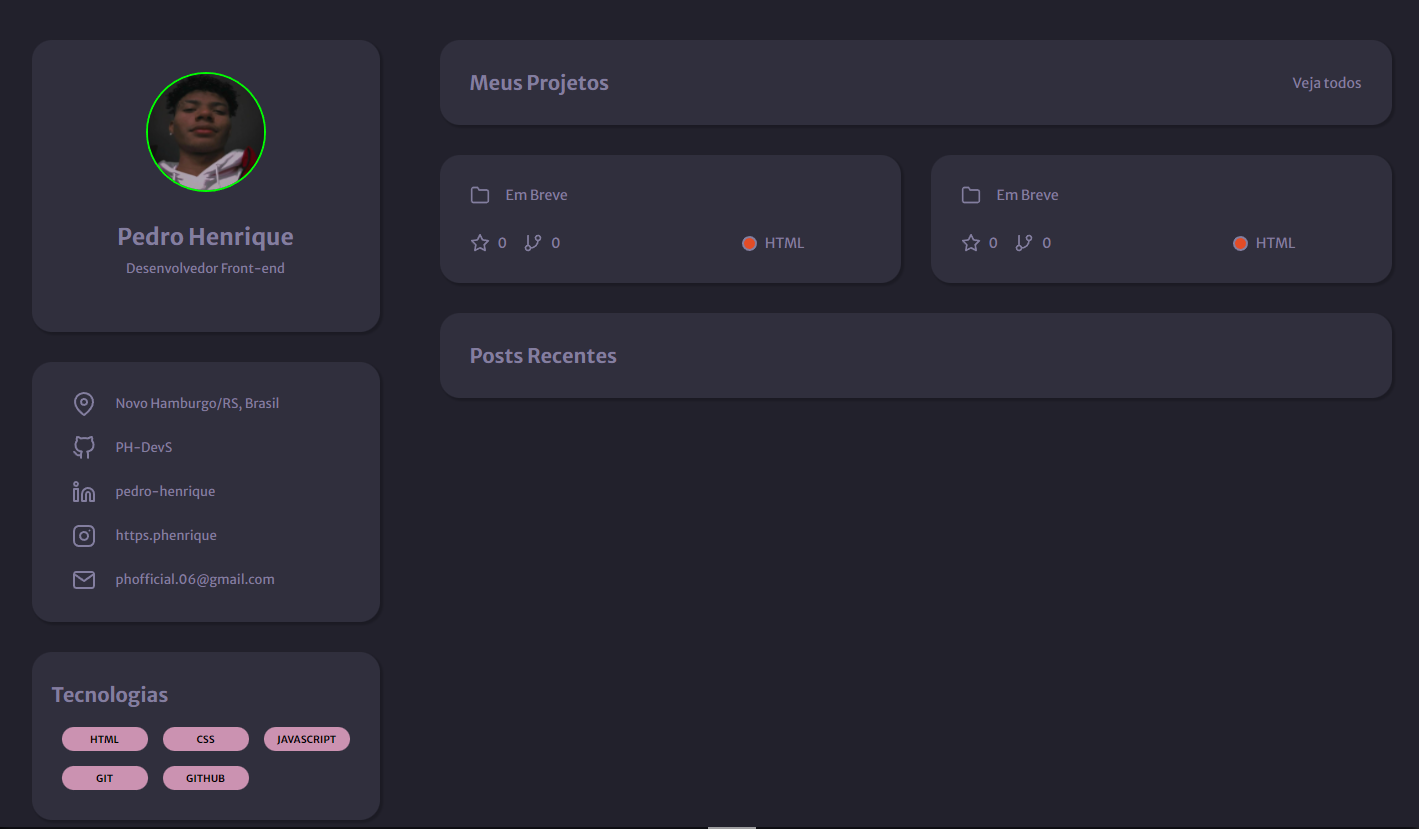 Pedro Henrique
Desenvolvedor Front-end
Novo Hamburgo/RS, Brasil
PH-DevS
pedro-henrique
https.phenrique
phofficial.06@gmail.com
Tecnologias
HTML CSS JAVASCRIPT
GIT GITHUB
Meus Projetos Veja todos
Em Breve
0 0 HTML
Em Breve
0 0 HTML
Posts Recentes